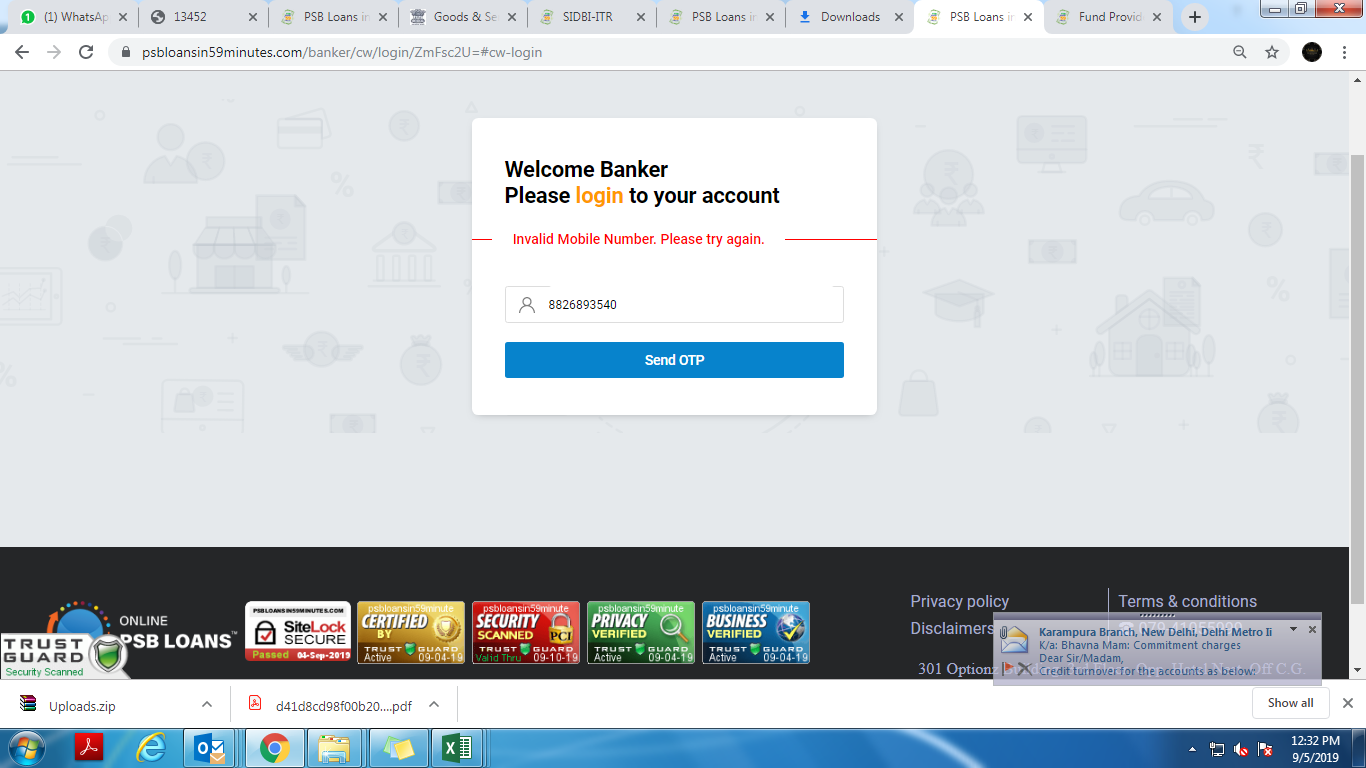 (1) WhatsAp
13452
PSB Loans in
Goods & Se
SIDBI-ITR
PSB Loans in
Downloads
PSB Loans in
Fund Provid
psbloansin59minutes.com/banker/cw/login/ZmFsc2U=#cw-login
Welcome Banker
Please login to your account
Invalid Mobile Number. Please try again.
8826893540
Send OTP
ONLINE
PSB LOANS™
TRUST
GUARD
Security Scanned
PSBLOANSIN59MINUTES.COM
SiteLock
SECURE
Passed 04-Sep-2019
psbloansin59minute
CERTIFIED
BY
TRUST GUARD
Active 09-04-19
psbloansin59minute
SECURITY
SCANNED PCI
TRUST GUARD
Valid Thru 09-10-19
psbloansin59minute
PRIVACY
VERIFIED
TRUST GUARD
Active 09-04-19
psbloansin59minute
BUSINESS
VERIFIED
TRUST GUARD
Active 09-04-19
Privacy policy
Terms & conditions
Disclaimers
301 Optionz
Off C.G.
Karampura Branch, New Delhi, Delhi Metro Ii
K/a: Bhavna Mam: Commitment charges
Dear Sir/Madam,
Credit turnover for the accounts as below:
Uploads.zip
d41d8cd98f00b20....pdf
Show all
12:32 PM
9/5/2019